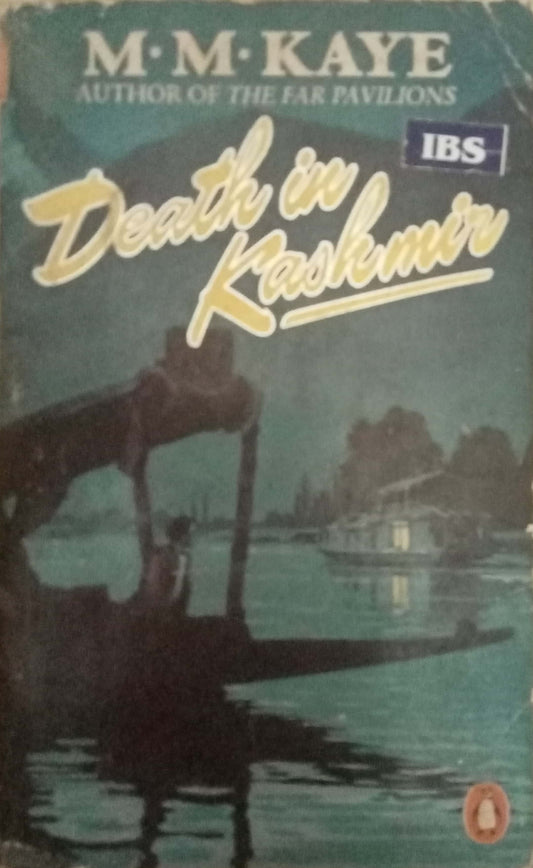 M·M·KAYE
AUTHOR OF THE FAR PAVILIONS
IBS
Death in
Kashmir